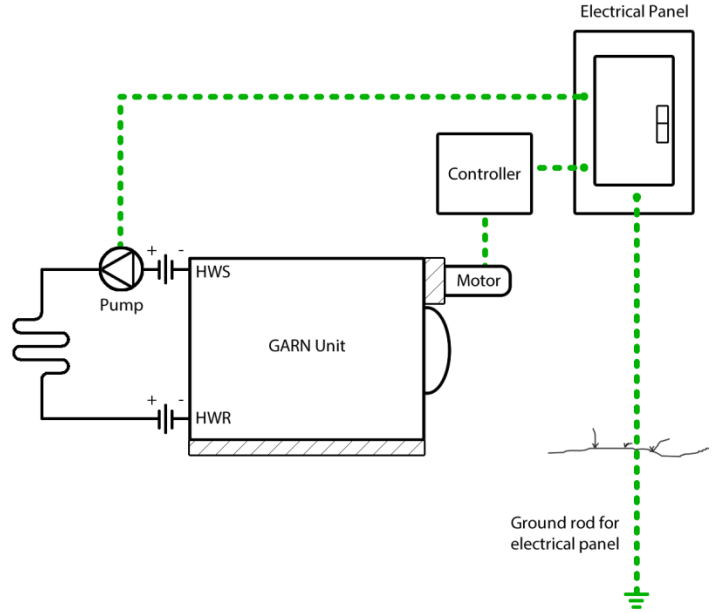 Electrical Panel
Controller
+ -
HWS
Motor
Pump
GARN Unit
+ -
HWR
Ground rod for
electrical panel